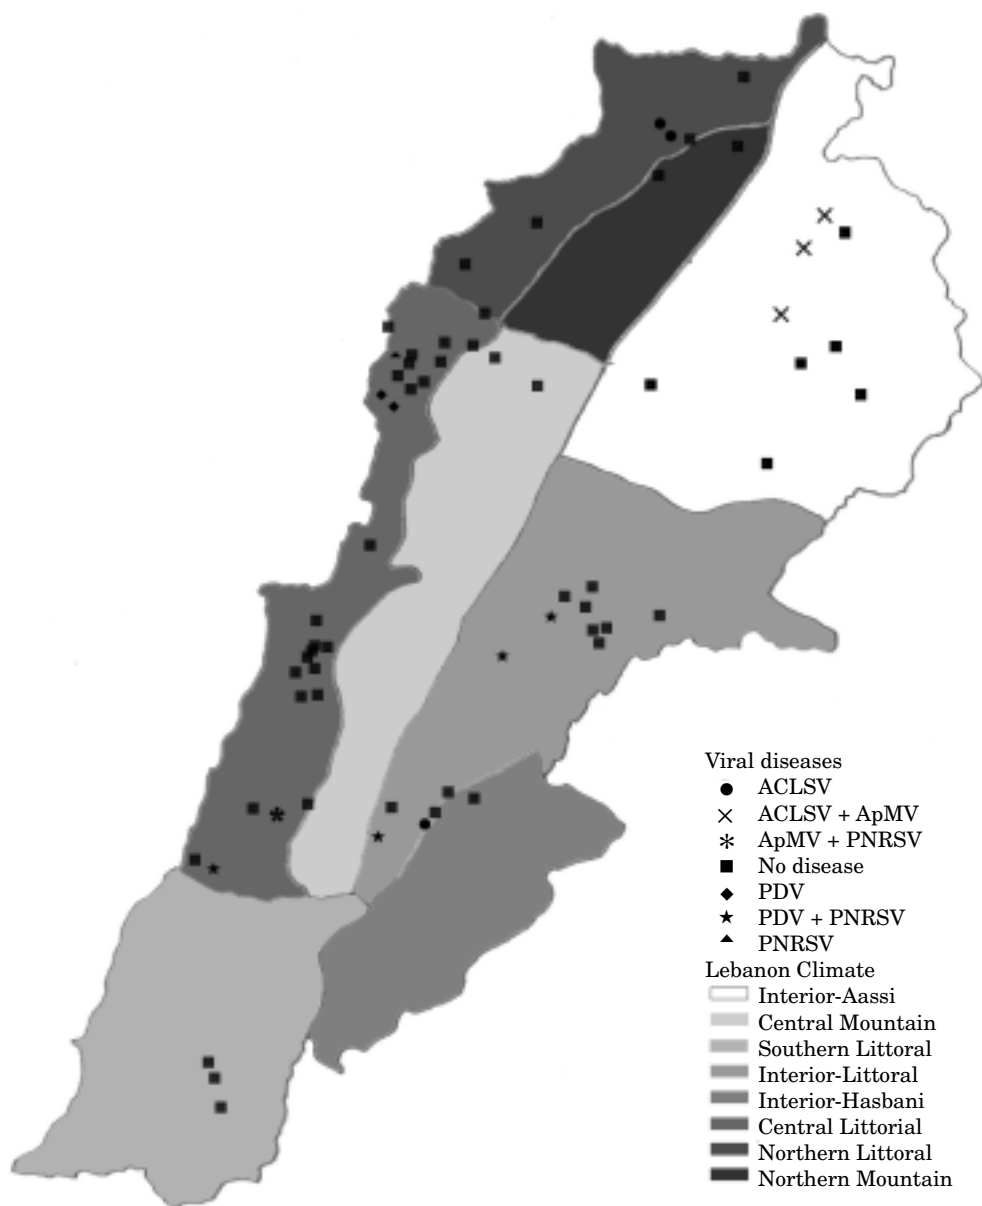 Viral diseases
ACLSV
ACLSV + ApMV
ApMV + PNRSV
No disease
PDV
PDV + PNRSV
PNRSV
Lebanon Climate
Interior-Aassi
Central Mountain
Southern Littoral
Interior-Littoral
Interior-Hasbani
Central Littorial
Northern Littoral
Northern Mountain